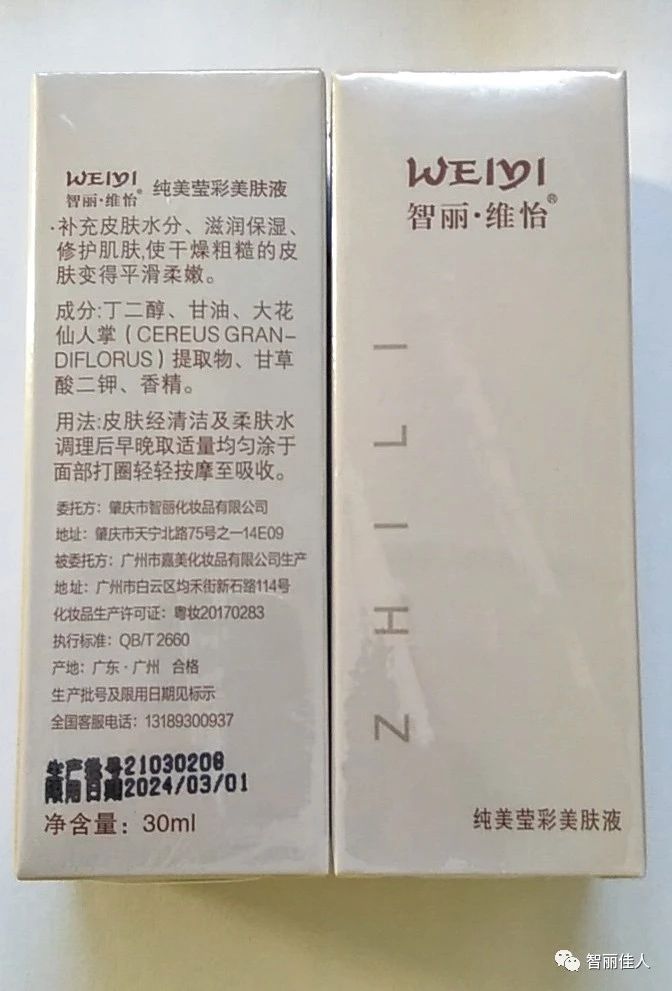 WEIYI
智丽·维怡® 纯美莹彩美肤液
·补充皮肤水分、滋润保湿、
修护肌肤,使干燥粗糙的皮
肤变得平滑柔嫩。
成分:丁二醇、甘油、大花
仙人掌(CEREUS GRAN-
DIFLORUS)提取物、甘草
酸二钾、香精。
用法:皮肤经清洁及柔肤水
调理后早晚取适量均匀涂于
面部打圈轻轻按摩至吸收。
委托方：肇庆市智丽化妆品有限公司
地址：肇庆市天宁北路75号之一14E09
被委托方：广州市嘉美化妆品有限公司生产
地址：广州市白云区均禾街新石路114号
化妆品生产许可证：粤妆20170283
执行标准：QB/T 2660
产地：广东·广州 合格
生产批号及限用日期见标示
全国客服电话：13189300937
生产批号21030208
限用日期2024/03/01
净含量：30ml
WEIYI
智丽·维怡®
ZHILI
纯美莹彩美肤液
智丽佳人